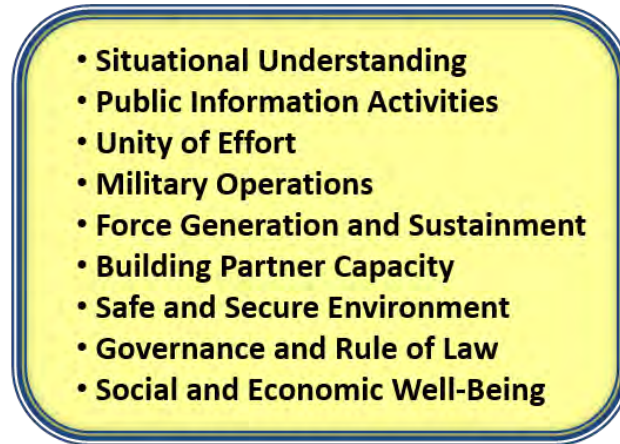 • Situational Understanding
• Public Information Activities
• Unity of Effort
• Military Operations
• Force Generation and Sustainment
• Building Partner Capacity
• Safe and Secure Environment
• Governance and Rule of Law
• Social and Economic Well-Being